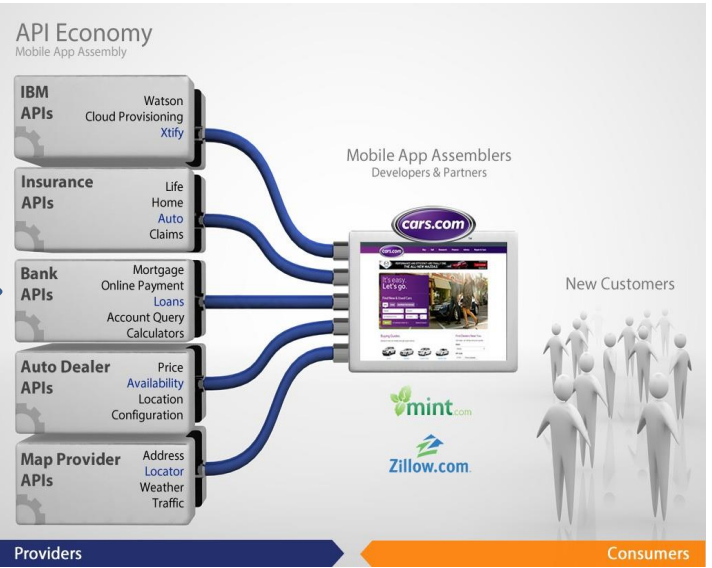 API Economy
Mobile App Assembly
IBM
APIs
Watson
Cloud Provisioning
Xtify
Insurance
APIs
Life
Home
Auto
Claims
Bank
APIs
Mortgage
Online Payment
Loans
Account Query
Calculators
Auto Dealer
APIs
Price
Availability
Location
Configuration
Map Provider
APIs
Address
Locator
Weather
Traffic
Mobile App Assemblers
Developers & Partners
cars.com
cars.com
It's easy.
Let's go.
mint.com
Zillow.com
New Customers
Providers
Consumers